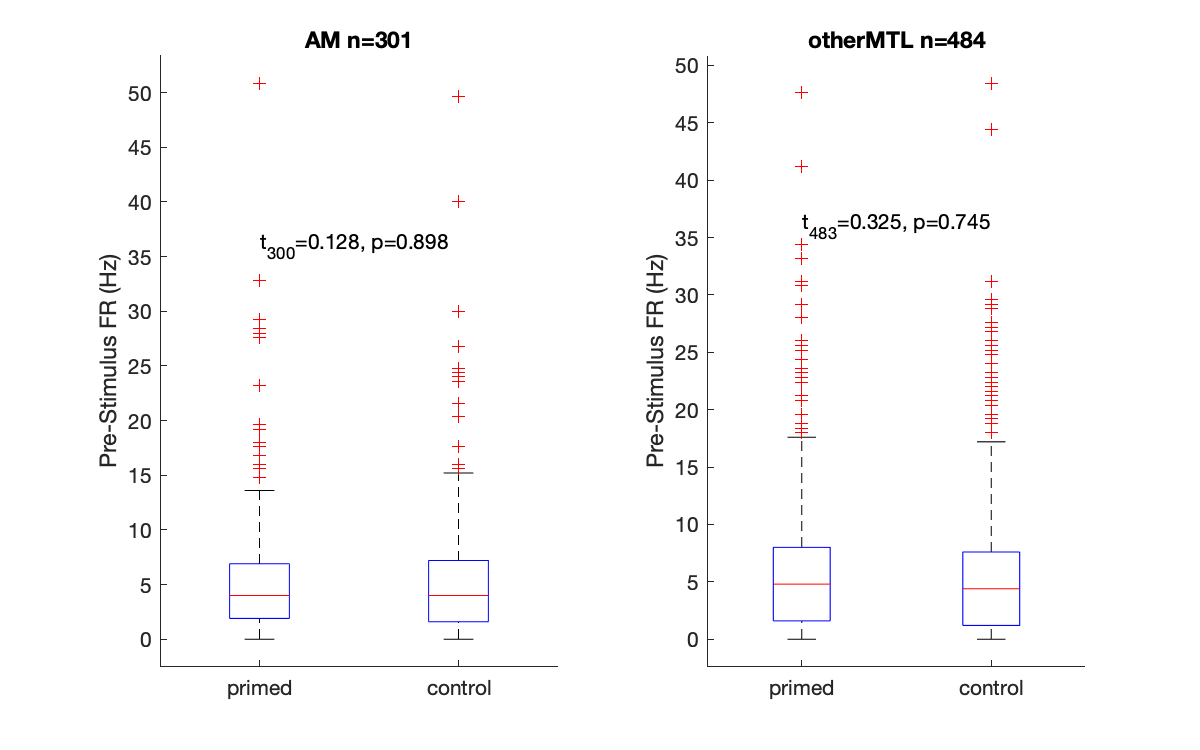 AM n=301
50
45
40
35
30
25
20
15
10
5
0
Pre-Stimulus FR (Hz)
t300=0.128, p=0.898
primed
control
otherMTL n=484
50
45
40
35
30
25
20
15
10
5
0
Pre-Stimulus FR (Hz)
t483=0.325, p=0.745
primed
control